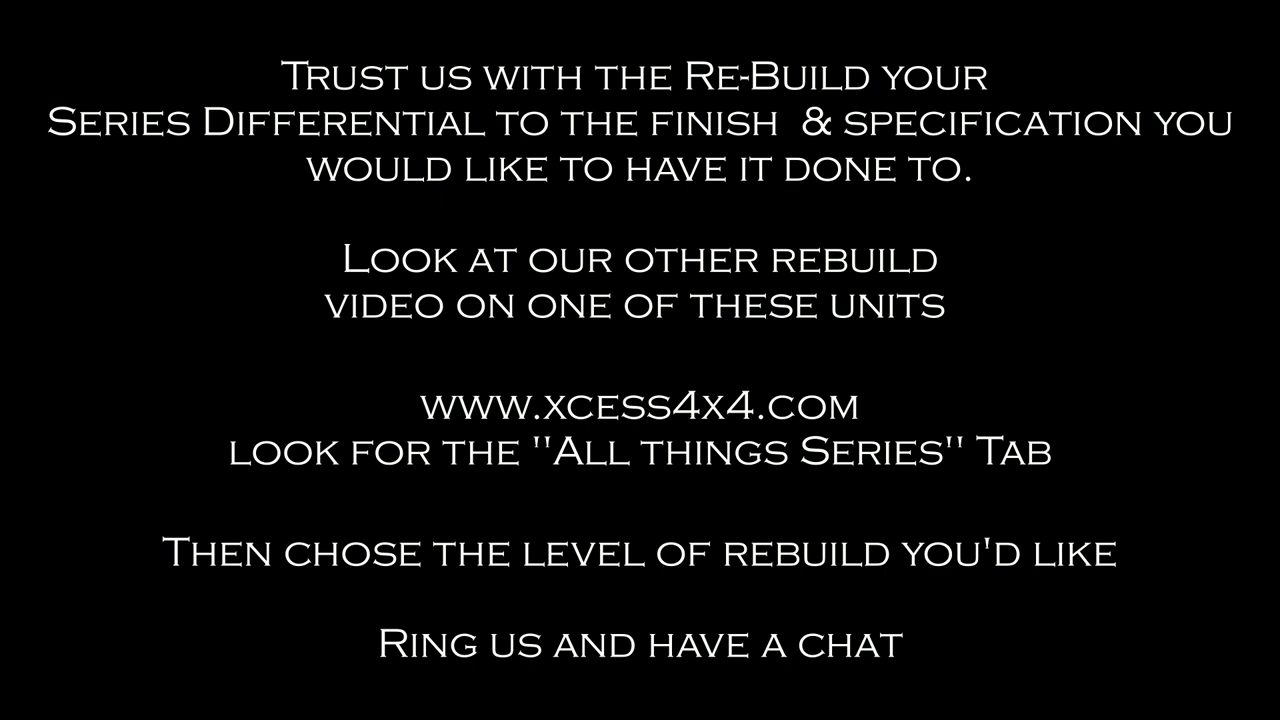 Trust us with the Re-Build your
Series Differential to the finish & specification you
would like to have it done to.
Look at our other rebuild
video on one of these units
www.xcess4x4.com
look for the "All things Series" Tab
Then chose the level of rebuild you'd like
Ring us and have a chat